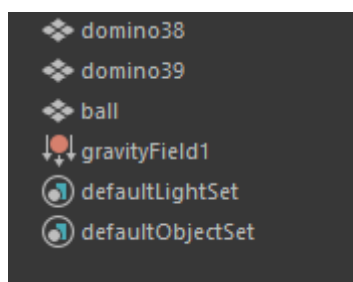 domino38
domino39
ball
gravityField1
defaultLightSet
defaultObjectSet